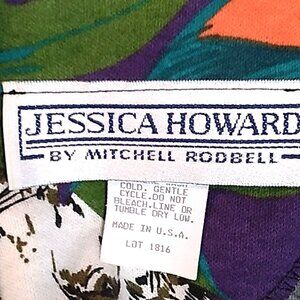 JESSICA HOWARD
BY MITCHELL RODBELL
COLD. GENTLE
CYCLE.DO NOT
BLEACH.LINE OR
TUMBLE DRY LOW.
MADE IN U.S.A.
LOT 1816